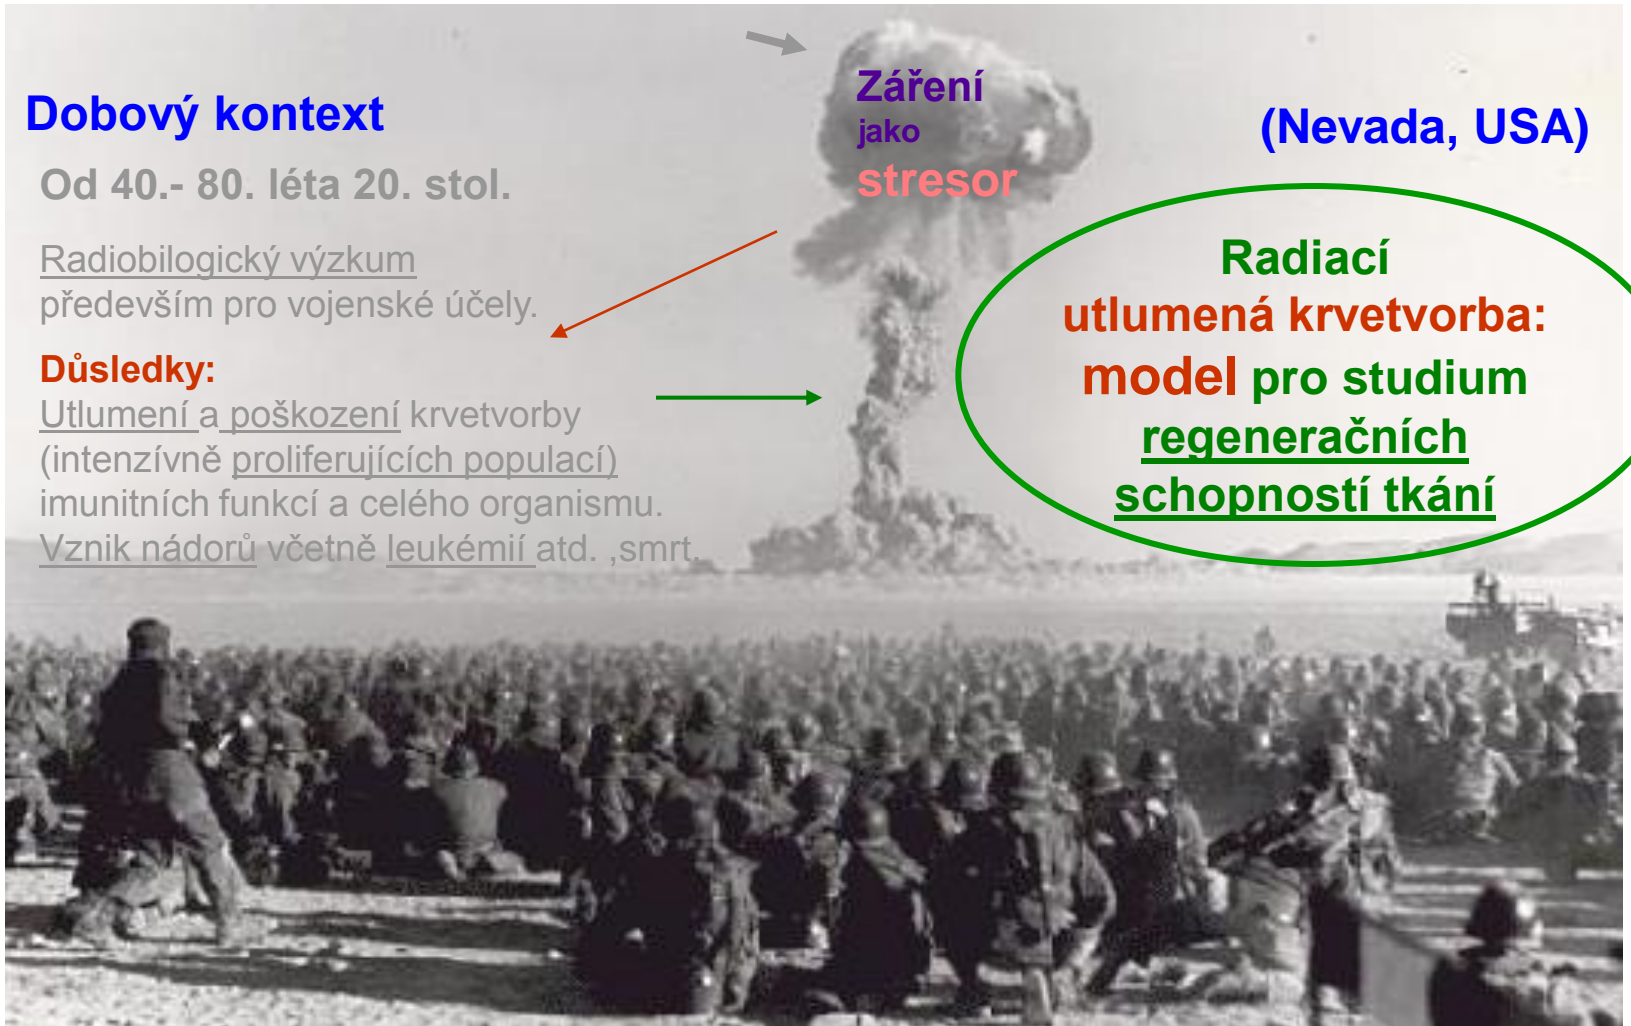 Dobový kontext
Od 40.- 80. léta 20. stol.
Radiobilogický výzkum
především pro vojenské účely.
Důsledky:
Utlumení a poškození krvetvorby
(intenzívně proliferujících populací)
imunitních funkcí a celého organismu.
Vznik nádorů včetně leukémií atd. ,smrt.
Záření
jako
stresor
(Nevada, USA)
Radiací
utlumená krvetvorba:
model pro studium
regeneračních
schopností tkání